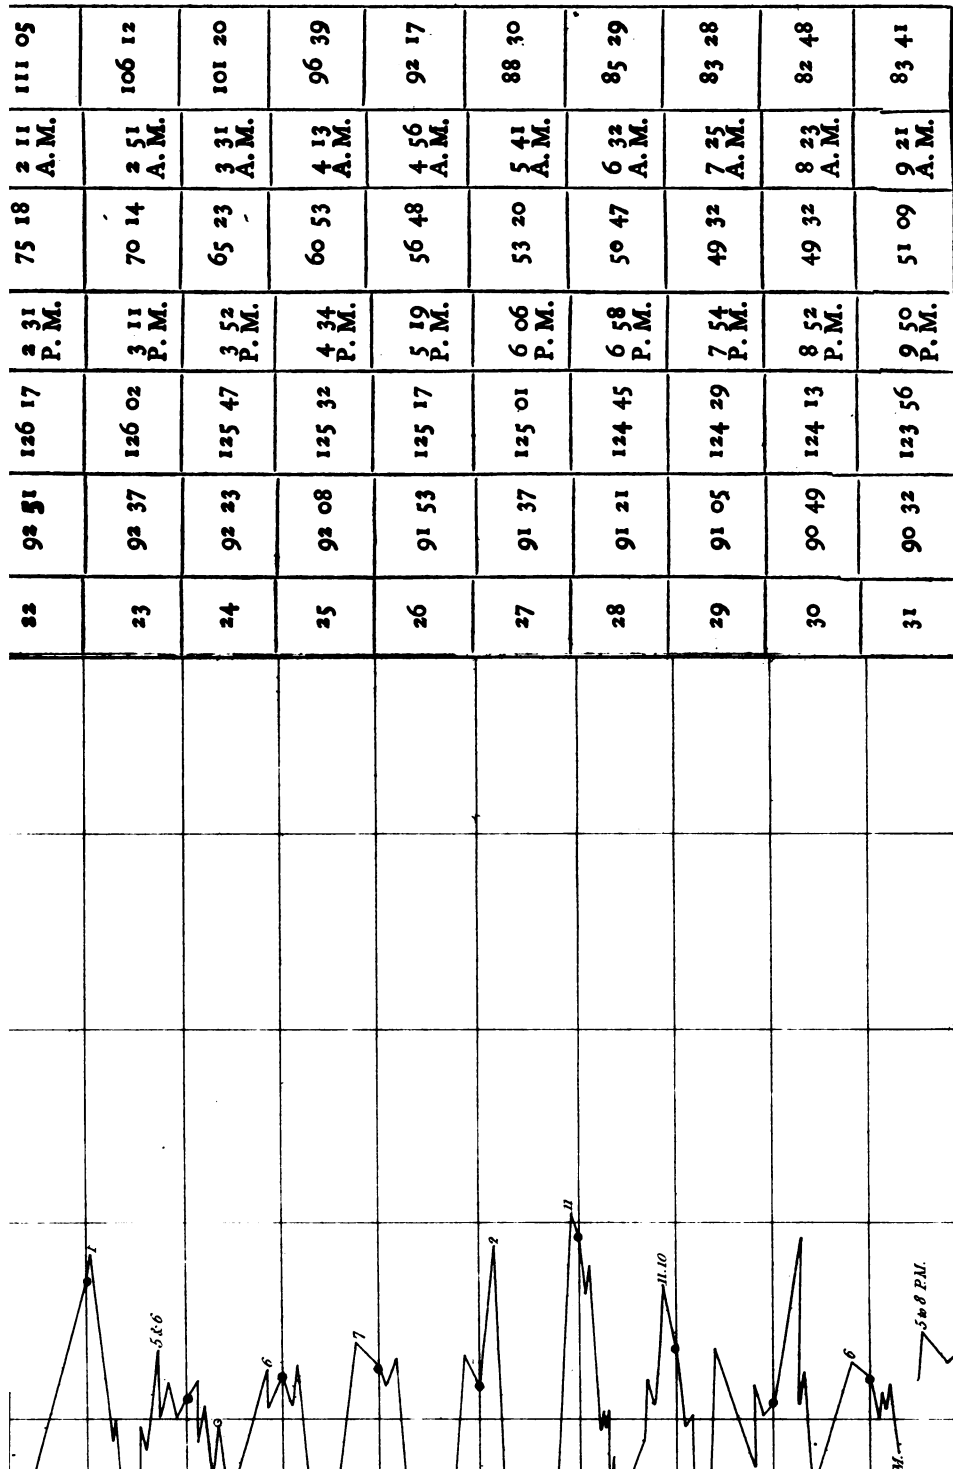 22 92 51 126 17 2 31 P. M. 75 18 2 11 A. M. 111 05
1
23 92 37 126 02 3 11 P. M. 70 14 2 51 A. M. 106 12
5 & 6
24 92 23 125 47 3 52 P. M. 65 23 3 31 A. M. 101 20
6
25 92 08 125 32 4 34 P. M. 60 53 4 13 A. M. 96 39
7
26 91 53 125 17 5 19 P. M. 56 48 4 56 A. M. 92 17
2
27 91 37 125 01 6 06 P. M. 53 20 5 41 A. M. 88 30
11
28 91 21 124 45 6 58 P. M. 50 47 6 32 A. M. 85 29
11.10
29 91 05 124 29 7 54 P. M. 49 32 7 25 A. M. 83 28
30 90 49 124 13 8 52 P. M. 49 32 8 23 A. M. 82 48
6
31 90 32 123 56 9 50 P. M. 51 09 9 21 A. M. 83 41
5 to 8 P.M.